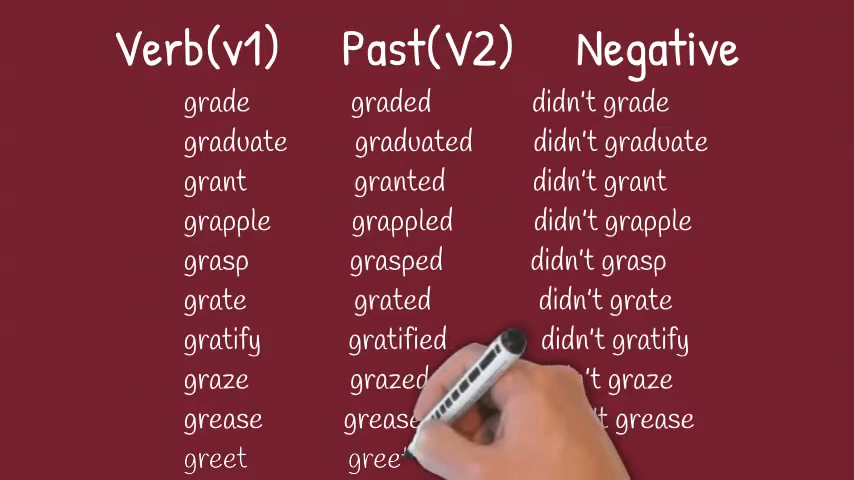 Verb(v1) Past(V2) Negative
grade graded didn't grade
graduate graduated didn't graduate
grant granted didn't grant
grapple grappled didn't grapple
grasp grasped didn't grasp
grate grated didn't grate
gratify gratified didn't gratify
graze grazed graze
grease grease
greet